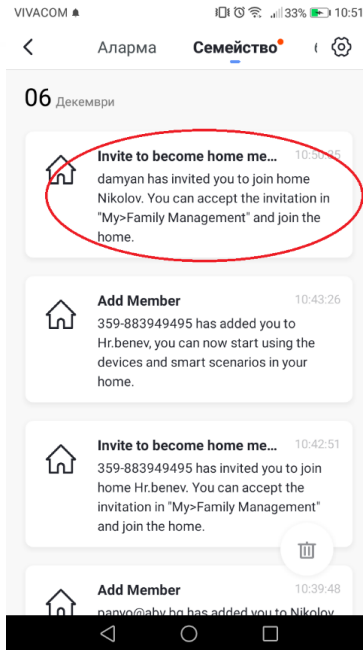 VIVACOM 33% 10:51
Аларма Семейство
06 Декември
Invite to become home me... 10:50:35
damyan has invited you to join home
Nikolov. You can accept the invitation in
"My>Family Management" and join the
home.
Add Member 10:43:26
359-883949495 has added you to
Hr.benev, you can now start using the
devices and smart scenarios in your
home.
Invite to become home me... 10:42:51
359-883949495 has invited you to join
home Hr.benev. You can accept the
invitation in "My>Family Management"
and join the home.
Add Member 10:39:48
panyo@aby.bg has added you to Nikolov